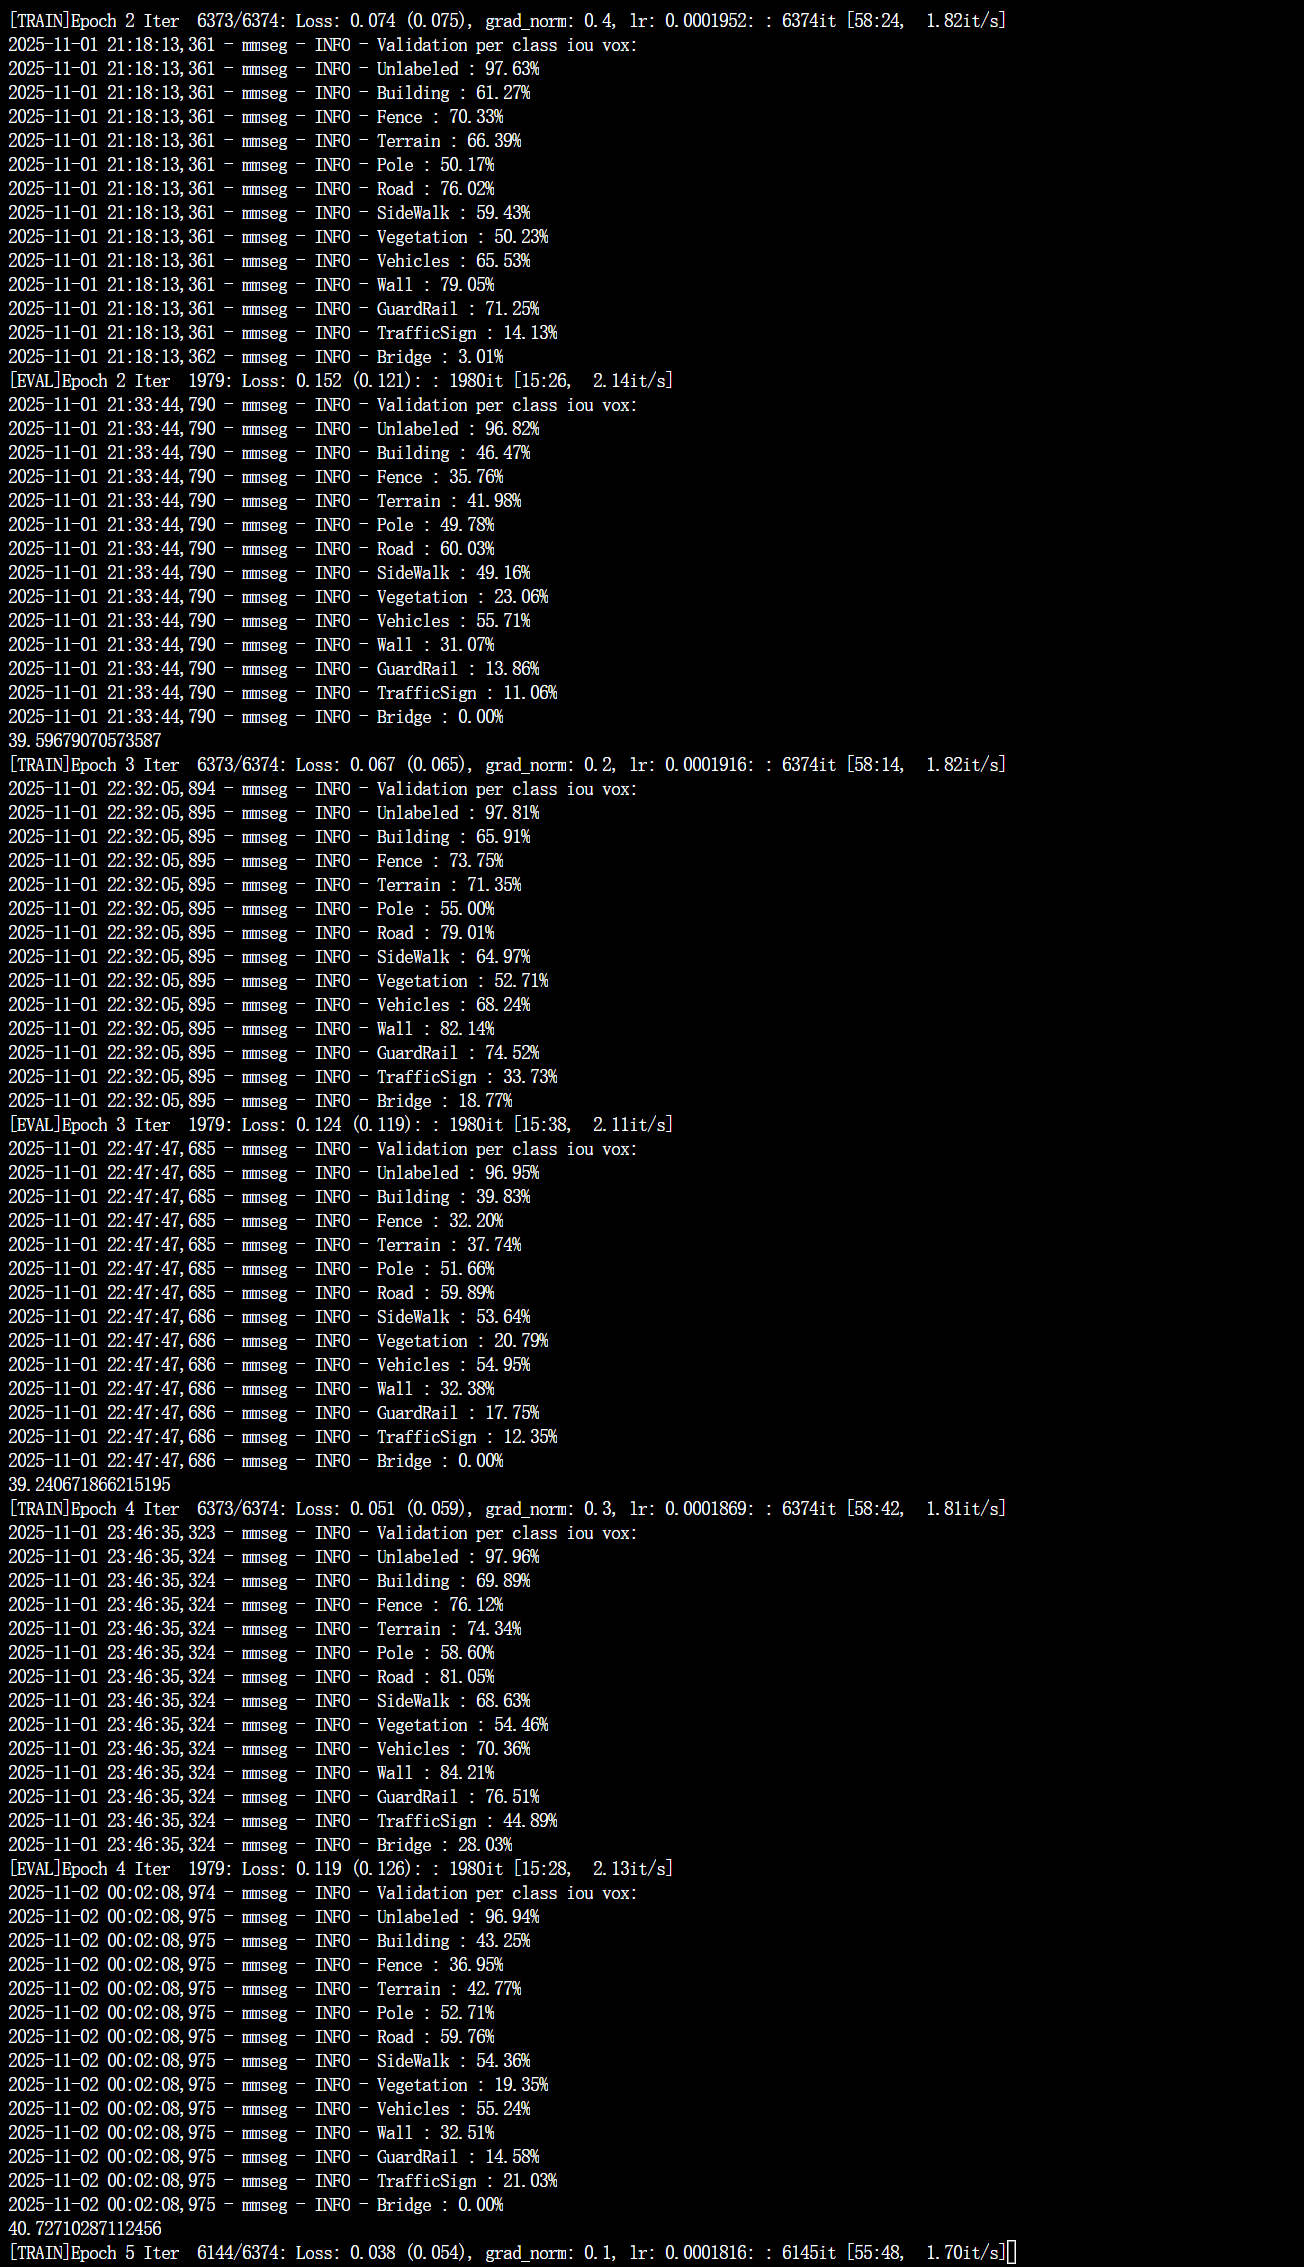 [TRAIN]Epoch 2 Iter  6373/6374: Loss: 0.074 (0.075), grad_norm: 0.4, lr: 0.0001952: : 6374it [58:24,  1.82it/s]
2025-11-01 21:18:13,361 - mmseg - INFO - Validation per class iou vox:
2025-11-01 21:18:13,361 - mmseg - INFO - Unlabeled : 97.63%
2025-11-01 21:18:13,361 - mmseg - INFO - Building : 61.27%
2025-11-01 21:18:13,361 - mmseg - INFO - Fence : 70.33%
2025-11-01 21:18:13,361 - mmseg - INFO - Terrain : 66.39%
2025-11-01 21:18:13,361 - mmseg - INFO - Pole : 50.17%
2025-11-01 21:18:13,361 - mmseg - INFO - Road : 76.02%
2025-11-01 21:18:13,361 - mmseg - INFO - SideWalk : 59.43%
2025-11-01 21:18:13,361 - mmseg - INFO - Vegetation : 50.23%
2025-11-01 21:18:13,361 - mmseg - INFO - Vehicles : 65.53%
2025-11-01 21:18:13,361 - mmseg - INFO - Wall : 79.05%
2025-11-01 21:18:13,361 - mmseg - INFO - GuardRail : 71.25%
2025-11-01 21:18:13,361 - mmseg - INFO - TrafficSign : 14.13%
2025-11-01 21:18:13,362 - mmseg - INFO - Bridge : 3.01%
[EVAL]Epoch 2 Iter  1979: Loss: 0.152 (0.121): : 1980it [15:26,  2.14it/s]
2025-11-01 21:33:44,790 - mmseg - INFO - Validation per class iou vox:
2025-11-01 21:33:44,790 - mmseg - INFO - Unlabeled : 96.82%
2025-11-01 21:33:44,790 - mmseg - INFO - Building : 46.47%
2025-11-01 21:33:44,790 - mmseg - INFO - Fence : 35.76%
2025-11-01 21:33:44,790 - mmseg - INFO - Terrain : 41.98%
2025-11-01 21:33:44,790 - mmseg - INFO - Pole : 49.78%
2025-11-01 21:33:44,790 - mmseg - INFO - Road : 60.03%
2025-11-01 21:33:44,790 - mmseg - INFO - SideWalk : 49.16%
2025-11-01 21:33:44,790 - mmseg - INFO - Vegetation : 23.06%
2025-11-01 21:33:44,790 - mmseg - INFO - Vehicles : 55.71%
2025-11-01 21:33:44,790 - mmseg - INFO - Wall : 31.07%
2025-11-01 21:33:44,790 - mmseg - INFO - GuardRail : 13.86%
2025-11-01 21:33:44,790 - mmseg - INFO - TrafficSign : 11.06%
2025-11-01 21:33:44,790 - mmseg - INFO - Bridge : 0.00%
39.59679070573587
[TRAIN]Epoch 3 Iter  6373/6374: Loss: 0.067 (0.065), grad_norm: 0.2, lr: 0.0001916: : 6374it [58:14,  1.82it/s]
2025-11-01 22:32:05,894 - mmseg - INFO - Validation per class iou vox:
2025-11-01 22:32:05,895 - mmseg - INFO - Unlabeled : 97.81%
2025-11-01 22:32:05,895 - mmseg - INFO - Building : 65.91%
2025-11-01 22:32:05,895 - mmseg - INFO - Fence : 73.75%
2025-11-01 22:32:05,895 - mmseg - INFO - Terrain : 71.35%
2025-11-01 22:32:05,895 - mmseg - INFO - Pole : 55.00%
2025-11-01 22:32:05,895 - mmseg - INFO - Road : 79.01%
2025-11-01 22:32:05,895 - mmseg - INFO - SideWalk : 64.97%
2025-11-01 22:32:05,895 - mmseg - INFO - Vegetation : 52.71%
2025-11-01 22:32:05,895 - mmseg - INFO - Vehicles : 68.24%
2025-11-01 22:32:05,895 - mmseg - INFO - Wall : 82.14%
2025-11-01 22:32:05,895 - mmseg - INFO - GuardRail : 74.52%
2025-11-01 22:32:05,895 - mmseg - INFO - TrafficSign : 33.73%
2025-11-01 22:32:05,895 - mmseg - INFO - Bridge : 18.77%
[EVAL]Epoch 3 Iter  1979: Loss: 0.124 (0.119): : 1980it [15:38,  2.11it/s]
2025-11-01 22:47:47,685 - mmseg - INFO - Validation per class iou vox:
2025-11-01 22:47:47,685 - mmseg - INFO - Unlabeled : 96.95%
2025-11-01 22:47:47,685 - mmseg - INFO - Building : 39.83%
2025-11-01 22:47:47,685 - mmseg - INFO - Fence : 32.20%
2025-11-01 22:47:47,685 - mmseg - INFO - Terrain : 37.74%
2025-11-01 22:47:47,685 - mmseg - INFO - Pole : 51.66%
2025-11-01 22:47:47,685 - mmseg - INFO - Road : 59.89%
2025-11-01 22:47:47,686 - mmseg - INFO - SideWalk : 53.64%
2025-11-01 22:47:47,686 - mmseg - INFO - Vegetation : 20.79%
2025-11-01 22:47:47,686 - mmseg - INFO - Vehicles : 54.95%
2025-11-01 22:47:47,686 - mmseg - INFO - Wall : 32.38%
2025-11-01 22:47:47,686 - mmseg - INFO - GuardRail : 17.75%
2025-11-01 22:47:47,686 - mmseg - INFO - TrafficSign : 12.35%
2025-11-01 22:47:47,686 - mmseg - INFO - Bridge : 0.00%
39.240671866215195
[TRAIN]Epoch 4 Iter  6373/6374: Loss: 0.051 (0.059), grad_norm: 0.3, lr: 0.0001869: : 6374it [58:42,  1.81it/s]
2025-11-01 23:46:35,323 - mmseg - INFO - Validation per class iou vox:
2025-11-01 23:46:35,324 - mmseg - INFO - Unlabeled : 97.96%
2025-11-01 23:46:35,324 - mmseg - INFO - Building : 69.89%
2025-11-01 23:46:35,324 - mmseg - INFO - Fence : 76.12%
2025-11-01 23:46:35,324 - mmseg - INFO - Terrain : 74.34%
2025-11-01 23:46:35,324 - mmseg - INFO - Pole : 58.60%
2025-11-01 23:46:35,324 - mmseg - INFO - Road : 81.05%
2025-11-01 23:46:35,324 - mmseg - INFO - SideWalk : 68.63%
2025-11-01 23:46:35,324 - mmseg - INFO - Vegetation : 54.46%
2025-11-01 23:46:35,324 - mmseg - INFO - Vehicles : 70.36%
2025-11-01 23:46:35,324 - mmseg - INFO - Wall : 84.21%
2025-11-01 23:46:35,324 - mmseg - INFO - GuardRail : 76.51%
2025-11-01 23:46:35,324 - mmseg - INFO - TrafficSign : 44.89%
2025-11-01 23:46:35,324 - mmseg - INFO - Bridge : 28.03%
[EVAL]Epoch 4 Iter  1979: Loss: 0.119 (0.126): : 1980it [15:28,  2.13it/s]
2025-11-02 00:02:08,974 - mmseg - INFO - Validation per class iou vox:
2025-11-02 00:02:08,975 - mmseg - INFO - Unlabeled : 96.94%
2025-11-02 00:02:08,975 - mmseg - INFO - Building : 43.25%
2025-11-02 00:02:08,975 - mmseg - INFO - Fence : 36.95%
2025-11-02 00:02:08,975 - mmseg - INFO - Terrain : 42.77%
2025-11-02 00:02:08,975 - mmseg - INFO - Pole : 52.71%
2025-11-02 00:02:08,975 - mmseg - INFO - Road : 59.76%
2025-11-02 00:02:08,975 - mmseg - INFO - SideWalk : 54.36%
2025-11-02 00:02:08,975 - mmseg - INFO - Vegetation : 19.35%
2025-11-02 00:02:08,975 - mmseg - INFO - Vehicles : 55.24%
2025-11-02 00:02:08,975 - mmseg - INFO - Wall : 32.51%
2025-11-02 00:02:08,975 - mmseg - INFO - GuardRail : 14.58%
2025-11-02 00:02:08,975 - mmseg - INFO - TrafficSign : 21.03%
2025-11-02 00:02:08,975 - mmseg - INFO - Bridge : 0.00%
40.72710287112456
[TRAIN]Epoch 5 Iter  6144/6374: Loss: 0.038 (0.054), grad_norm: 0.1, lr: 0.0001816: : 6145it [55:48,  1.70it/s]